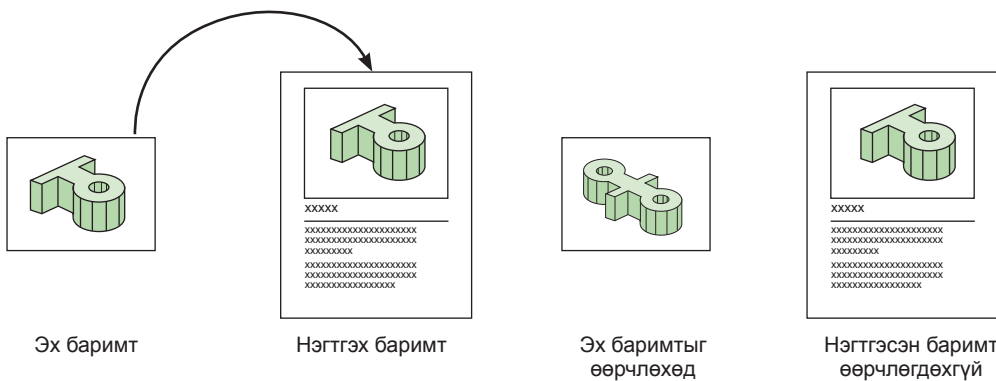 xxxxx
xxxxxxxxxxxxxxxxxxxxx
xxxxxxxxxxxxxxxxxxxxx
xxxxxxxxx
xxxxxxxxxxxxxxxxxxxxx
xxxxxxxxxxxxxxxxxxxxx
xxxxxxxxxxxxxxxxx
xxxxx
xxxxxxxxxxxxxxxxxxxxx
xxxxxxxxxxxxxxxxxxxxx
xxxxxxxxx
xxxxxxxxxxxxxxxxxxxxx
xxxxxxxxxxxxxxxxxxxxx
xxxxxxxxxxxxxxxxx
Эх баримт
Нэгтгэх баримт
Эх баримтыг
өөрчлөхөд
Нэгтгэсэн баримт
өөрчлөгдөхгүй